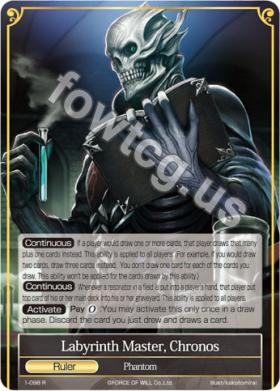 fowtcg.us
Continuous If a player would draw one or more cards, that player draws that many
plus one cards instead. This ability is applied to all players! (For example, if you would draw
two cards, draw three cards instead. You don't draw one card for each of the cards you
draw. This ability won't be applied for the cards drawn by this ability.)
Continuous Whenever a resonator in a field is put into a player's hand, that player put
top card of his or her main deck into his or her graveyard. This ability is applied to all players.
Activate Pay 0 :You may activate this only once in a draw
phase. Discard the card you just draw and draws a card.
Labyrinth Master, Chronos
Ruler Phantom
1-098 R ©FORCE OF WILL Co.,Ltd. Illust/kakotomirai